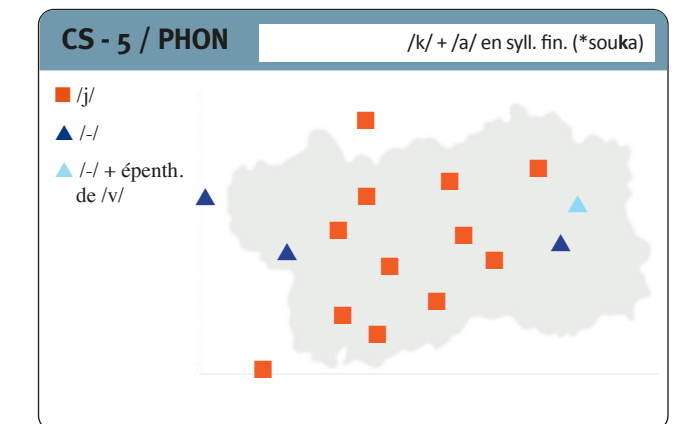 CS - 5 / PHON
/k/ + /a/ en syll. fin. (*souka)
/j/
/-/
/-/ + épenth.
de /v/